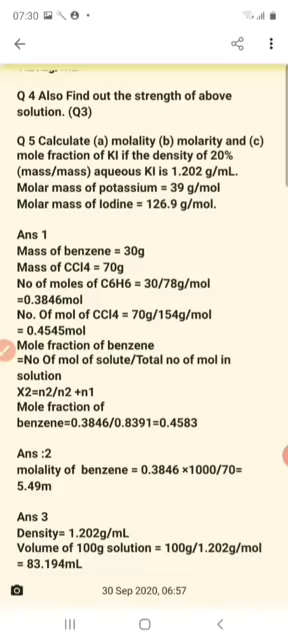 07:30
Q 4 Also Find out the strength of above
solution. (Q3)
Q 5 Calculate (a) molality (b) molarity and (c)
mole fraction of KI if the density of 20%
(mass/mass) aqueous KI is 1.202 g/mL.
Molar mass of potassium = 39 g/mol
Molar mass of Iodine = 126.9 g/mol.
Ans 1
Mass of benzene = 30g
Mass of CCl4 = 70g
No of moles of C6H6 = 30/78g/mol
=0.3846mol
No. Of mol of CCl4 = 70g/154g/mol
= 0.4545mol
Mole fraction of benzene
=No Of mol of solute/Total no of mol in
solution
X2=n2/n2 +n1
Mole fraction of
benzene=0.3846/0.8391=0.4583
Ans :2
molality of benzene = 0.3846 ×1000/70=
5.49m
Ans 3
Density= 1.202g/mL
Volume of 100g solution = 100g/1.202g/mol
= 83.194mL
30 Sep 2020, 06:57